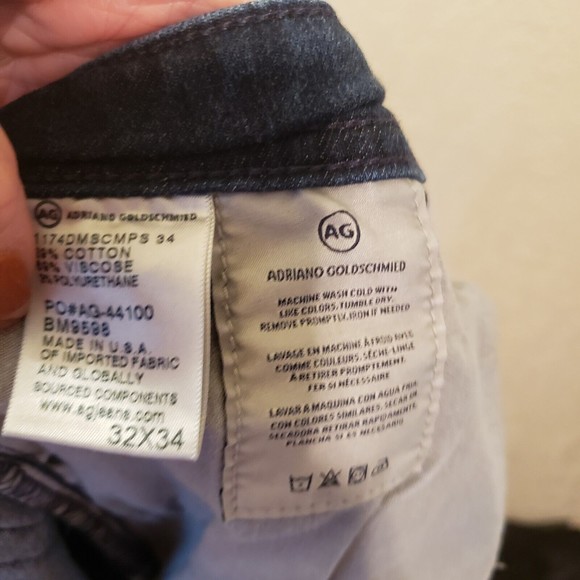 AG ADRIANO GOLDSCHMIED
1174DMSCMPS 34
COTTON
VISCOSE
POLYURETHANE
PO#AG-44100
BM9598
MADE IN U.S.A.
OF IMPORTED FABRIC
AND GLOBALLY
SOURCED COMPONENTS
www.agjeans.com
32X34
AG
ADRIANO GOLDSCHMIED
MACHINE WASH COLD WITH
LIKE COLORS. TUMBLE DRY.
REMOVE PROMPTLY. IRON IF NEEDED
LAVAGE EN MACHINE À FROID AVEC
COMME COULEURS. SÈCHE-LINGE
À RETIRER PROMPTEMENT.
FER SI NÉCESSAIRE
LAVAR A MAQUINA CON AGUA FRIA
CON COLORES SIMILARES. SECAR EN
SECADORA RETIRAR RAPIDAMENTE
PLANCHA SI ES NECESARIO